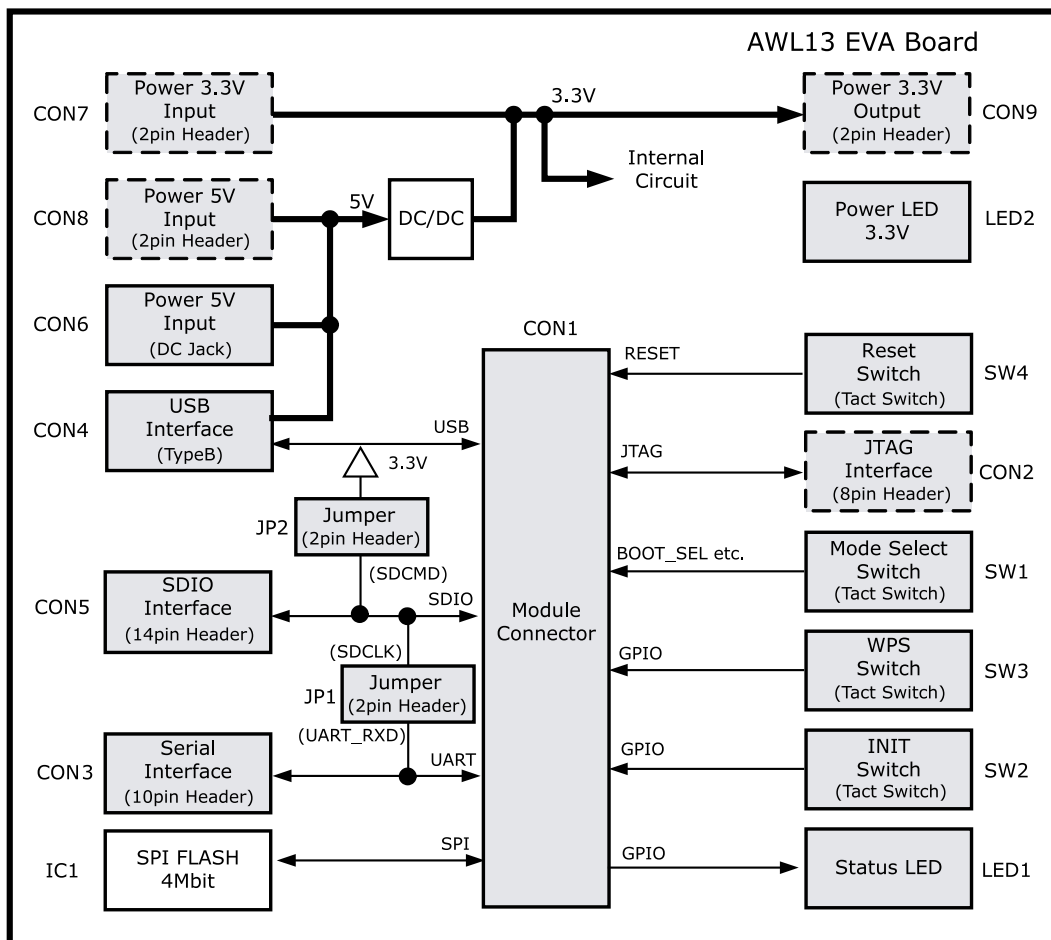 AWL13 EVA Board
CON7
Power 3.3V
Input
(2pin Header)
3.3V
Power 3.3V
Output
(2pin Header)
CON9
Internal
Circuit
CON8
Power 5V
Input
(2pin Header)
5V
DC/DC
Power LED
3.3V
LED2
CON6
Power 5V
Input
(DC Jack)
CON4
USB
Interface
(TypeB)
USB
3.3V
JP2
Jumper
(2pin Header)
(SDCMD)
CON5
SDIO
Interface
(14pin Header)
SDIO
(SDCLK)
JP1
Jumper
(2pin Header)
(UART_RXD)
CON3
Serial
Interface
(10pin Header)
UART
IC1
SPI FLASH
4Mbit
SPI
CON1
Module
Connector
RESET
Reset
Switch
(Tact Switch)
SW4
JTAG
JTAG
Interface
(8pin Header)
CON2
BOOT_SEL etc.
Mode Select
Switch
(Tact Switch)
SW1
GPIO
WPS
Switch
(Tact Switch)
SW3
GPIO
INIT
Switch
(Tact Switch)
SW2
GPIO
Status LED
LED1